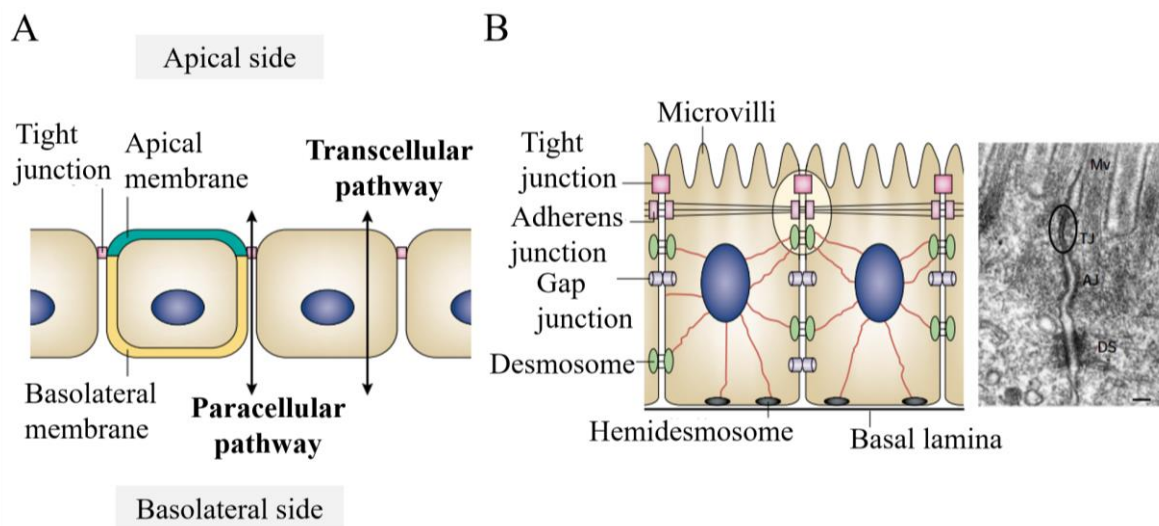 A
Apical side
Tight
junction
Apical
membrane
Transcellular
pathway
Basolateral
membrane
Paracellular
pathway
Basolateral side
B
Microvilli
Tight
junction
Adherens
junction
Gap
junction
Desmosome
Hemidesmosome
Basal lamina
Mv
TJ
AJ
DS